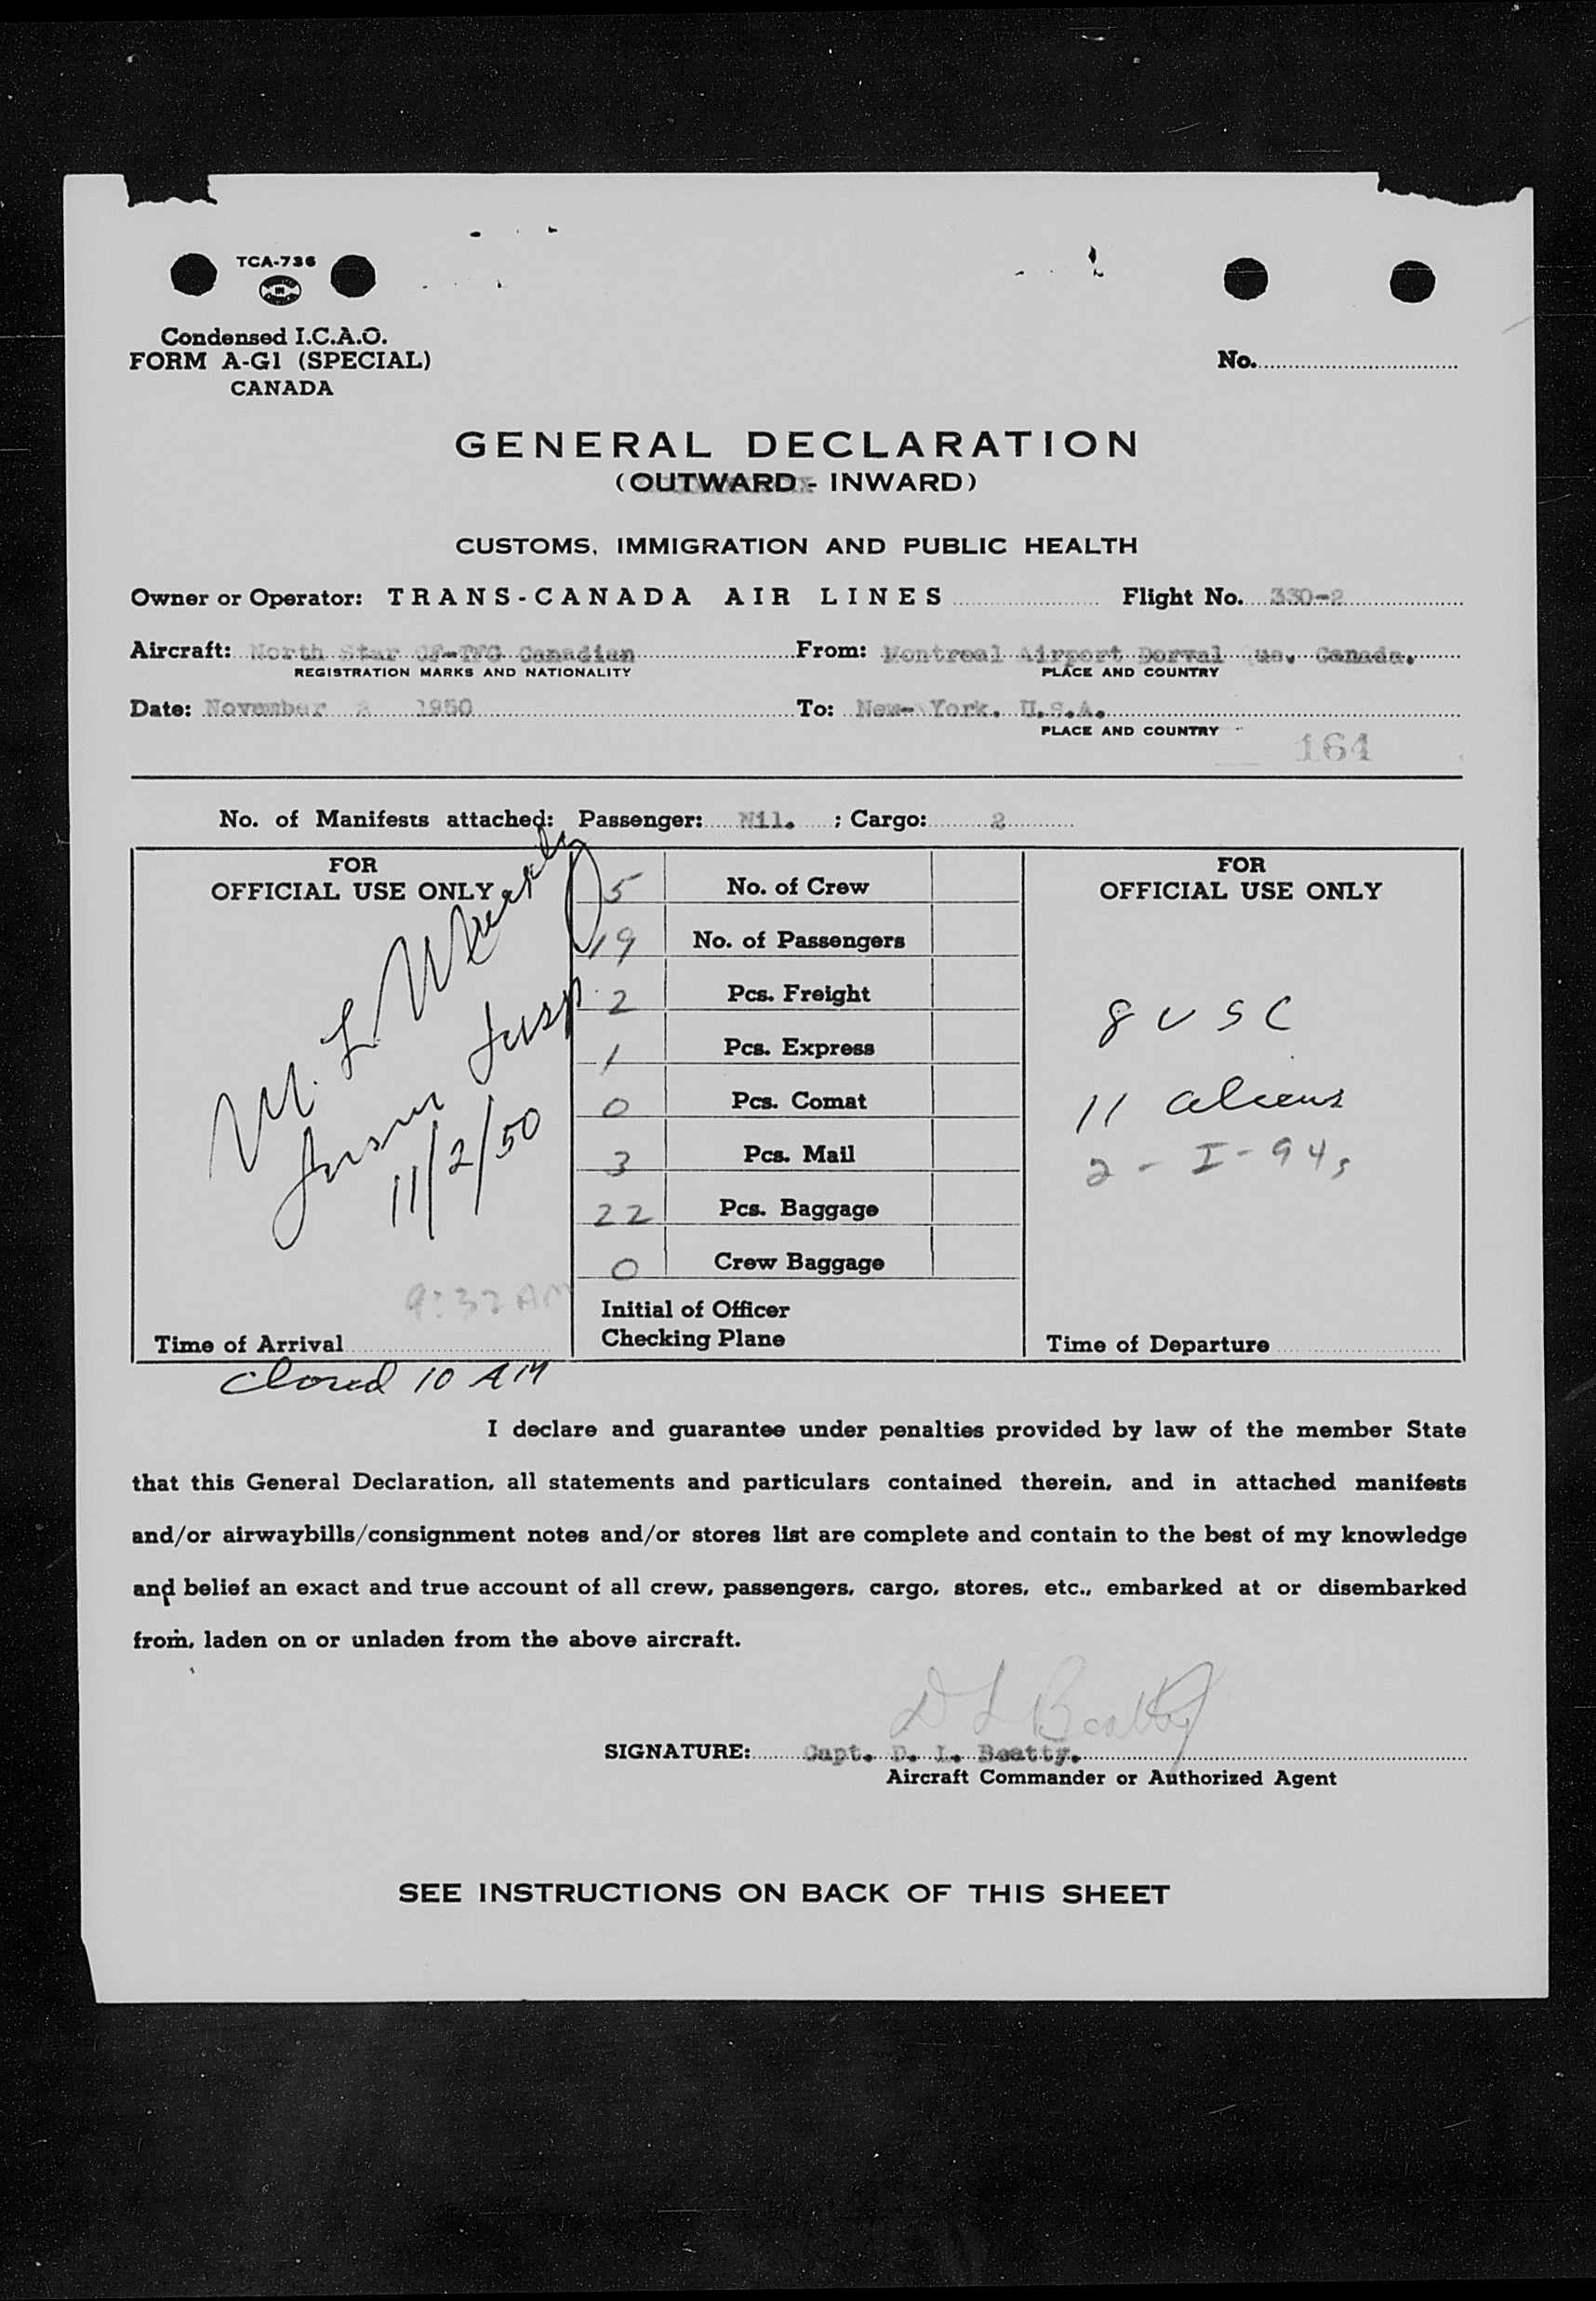 TCA-736
Condensed I.C.A.O.
FORM A-G1 (SPECIAL)
CANADA
No.
GENERAL DECLARATION
(OUTWARD - INWARD)
CUSTOMS, IMMIGRATION AND PUBLIC HEALTH
Owner or Operator: TRANS-CANADA AIR LINES Flight No. 330-2
Aircraft: North Star CF-TFG Canadian From: Montreal Airport Dorval Que. Canada.
REGISTRATION MARKS AND NATIONALITY PLACE AND COUNTRY
Date: November 2 1950 To: New-York. U.S.A.
PLACE AND COUNTRY
164
No. of Manifests attached: Passenger: Nil. ; Cargo: 2
FOR
OFFICIAL USE ONLY
M. L
11/2/50
9:32 AM
Time of Arrival
5 No. of Crew
19 No. of Passengers
2 Pcs. Freight
1 Pcs. Express
0 Pcs. Comat
3 Pcs. Mail
22 Pcs. Baggage
0 Crew Baggage
Initial of Officer
Checking Plane
FOR
OFFICIAL USE ONLY
8 USC
11 aliens
2 - I-94s
Time of Departure
Closed 10 AM
I declare and guarantee under penalties provided by law of the member State
that this General Declaration, all statements and particulars contained therein, and in attached manifests
and/or airwaybills/consignment notes and/or stores list are complete and contain to the best of my knowledge
and belief an exact and true account of all crew, passengers, cargo, stores, etc., embarked at or disembarked
from, laden on or unladen from the above aircraft.
D L Beatty
SIGNATURE: Capt. D. L. Beatty.
Aircraft Commander or Authorized Agent
SEE INSTRUCTIONS ON BACK OF THIS SHEET